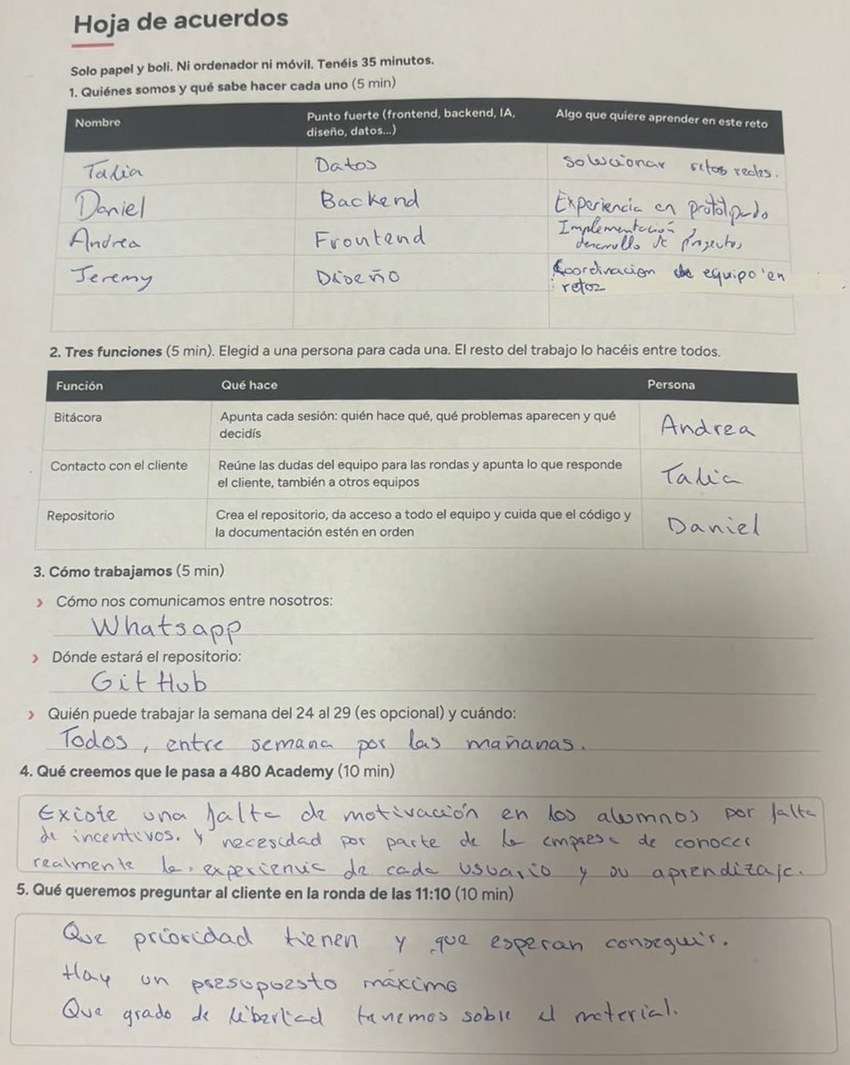 Hoja de acuerdos
Solo papel y boli. Ni ordenador ni móvil. Tenéis 35 minutos.
1. Quiénes somos y qué sabe hacer cada uno (5 min)
Nombre
Punto fuerte (frontend, backend, IA,
diseño, datos...)
Algo que quiere aprender en este reto
Talia
Datos
Solucionar retos reales.
Daniel
Backend
Experiencia en prototipado
Andrea
Frontend
Implementación,
desarrollo de proyectos
Jeremy
Diseño
Coordinacion de equipo en
retos
2. Tres funciones (5 min). Elegid a una persona para cada una. El resto del trabajo lo hacéis entre todos.
Función
Qué hace
Persona
Bitácora
Apunta cada sesión: quién hace qué, qué problemas aparecen y qué
decidís
Andrea
Contacto con el cliente
Reúne las dudas del equipo para las rondas y apunta lo que responde
el cliente, también a otros equipos
Talia
Repositorio
Crea el repositorio, da acceso a todo el equipo y cuida que el código y
la documentación estén en orden
Daniel
3. Cómo trabajamos (5 min)
› Cómo nos comunicamos entre nosotros:
Whatsapp
› Dónde estará el repositorio:
GitHub
› Quién puede trabajar la semana del 24 al 29 (es opcional) y cuándo:
Todos, entre semana por las mañanas.
4. Qué creemos que le pasa a 480 Academy (10 min)
Existe una falta de motivación en los alumnos por falta
de incentivos. Y necesidad por parte de la empresa de conocer
realmente la experiencia de cada usuario y su aprendizaje.
5. Qué queremos preguntar al cliente en la ronda de las 11:10 (10 min)
Que prioridad tienen y que esperan conseguir.
Hay un presupuesto máximo
Que grado de libertad tenemos sobre el material.